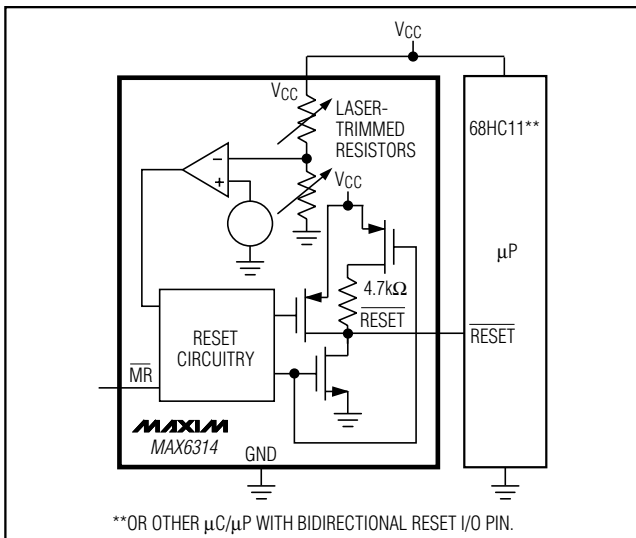 VCC
VCC
LASER-
TRIMMED
RESISTORS
68HC11**
−
+
VCC
µP
4.7kΩ
RESET
RESET
CIRCUITRY
RESET
MR
MAXIM
MAX6314
GND
**OR OTHER µC/µP WITH BIDIRECTIONAL RESET I/O PIN.